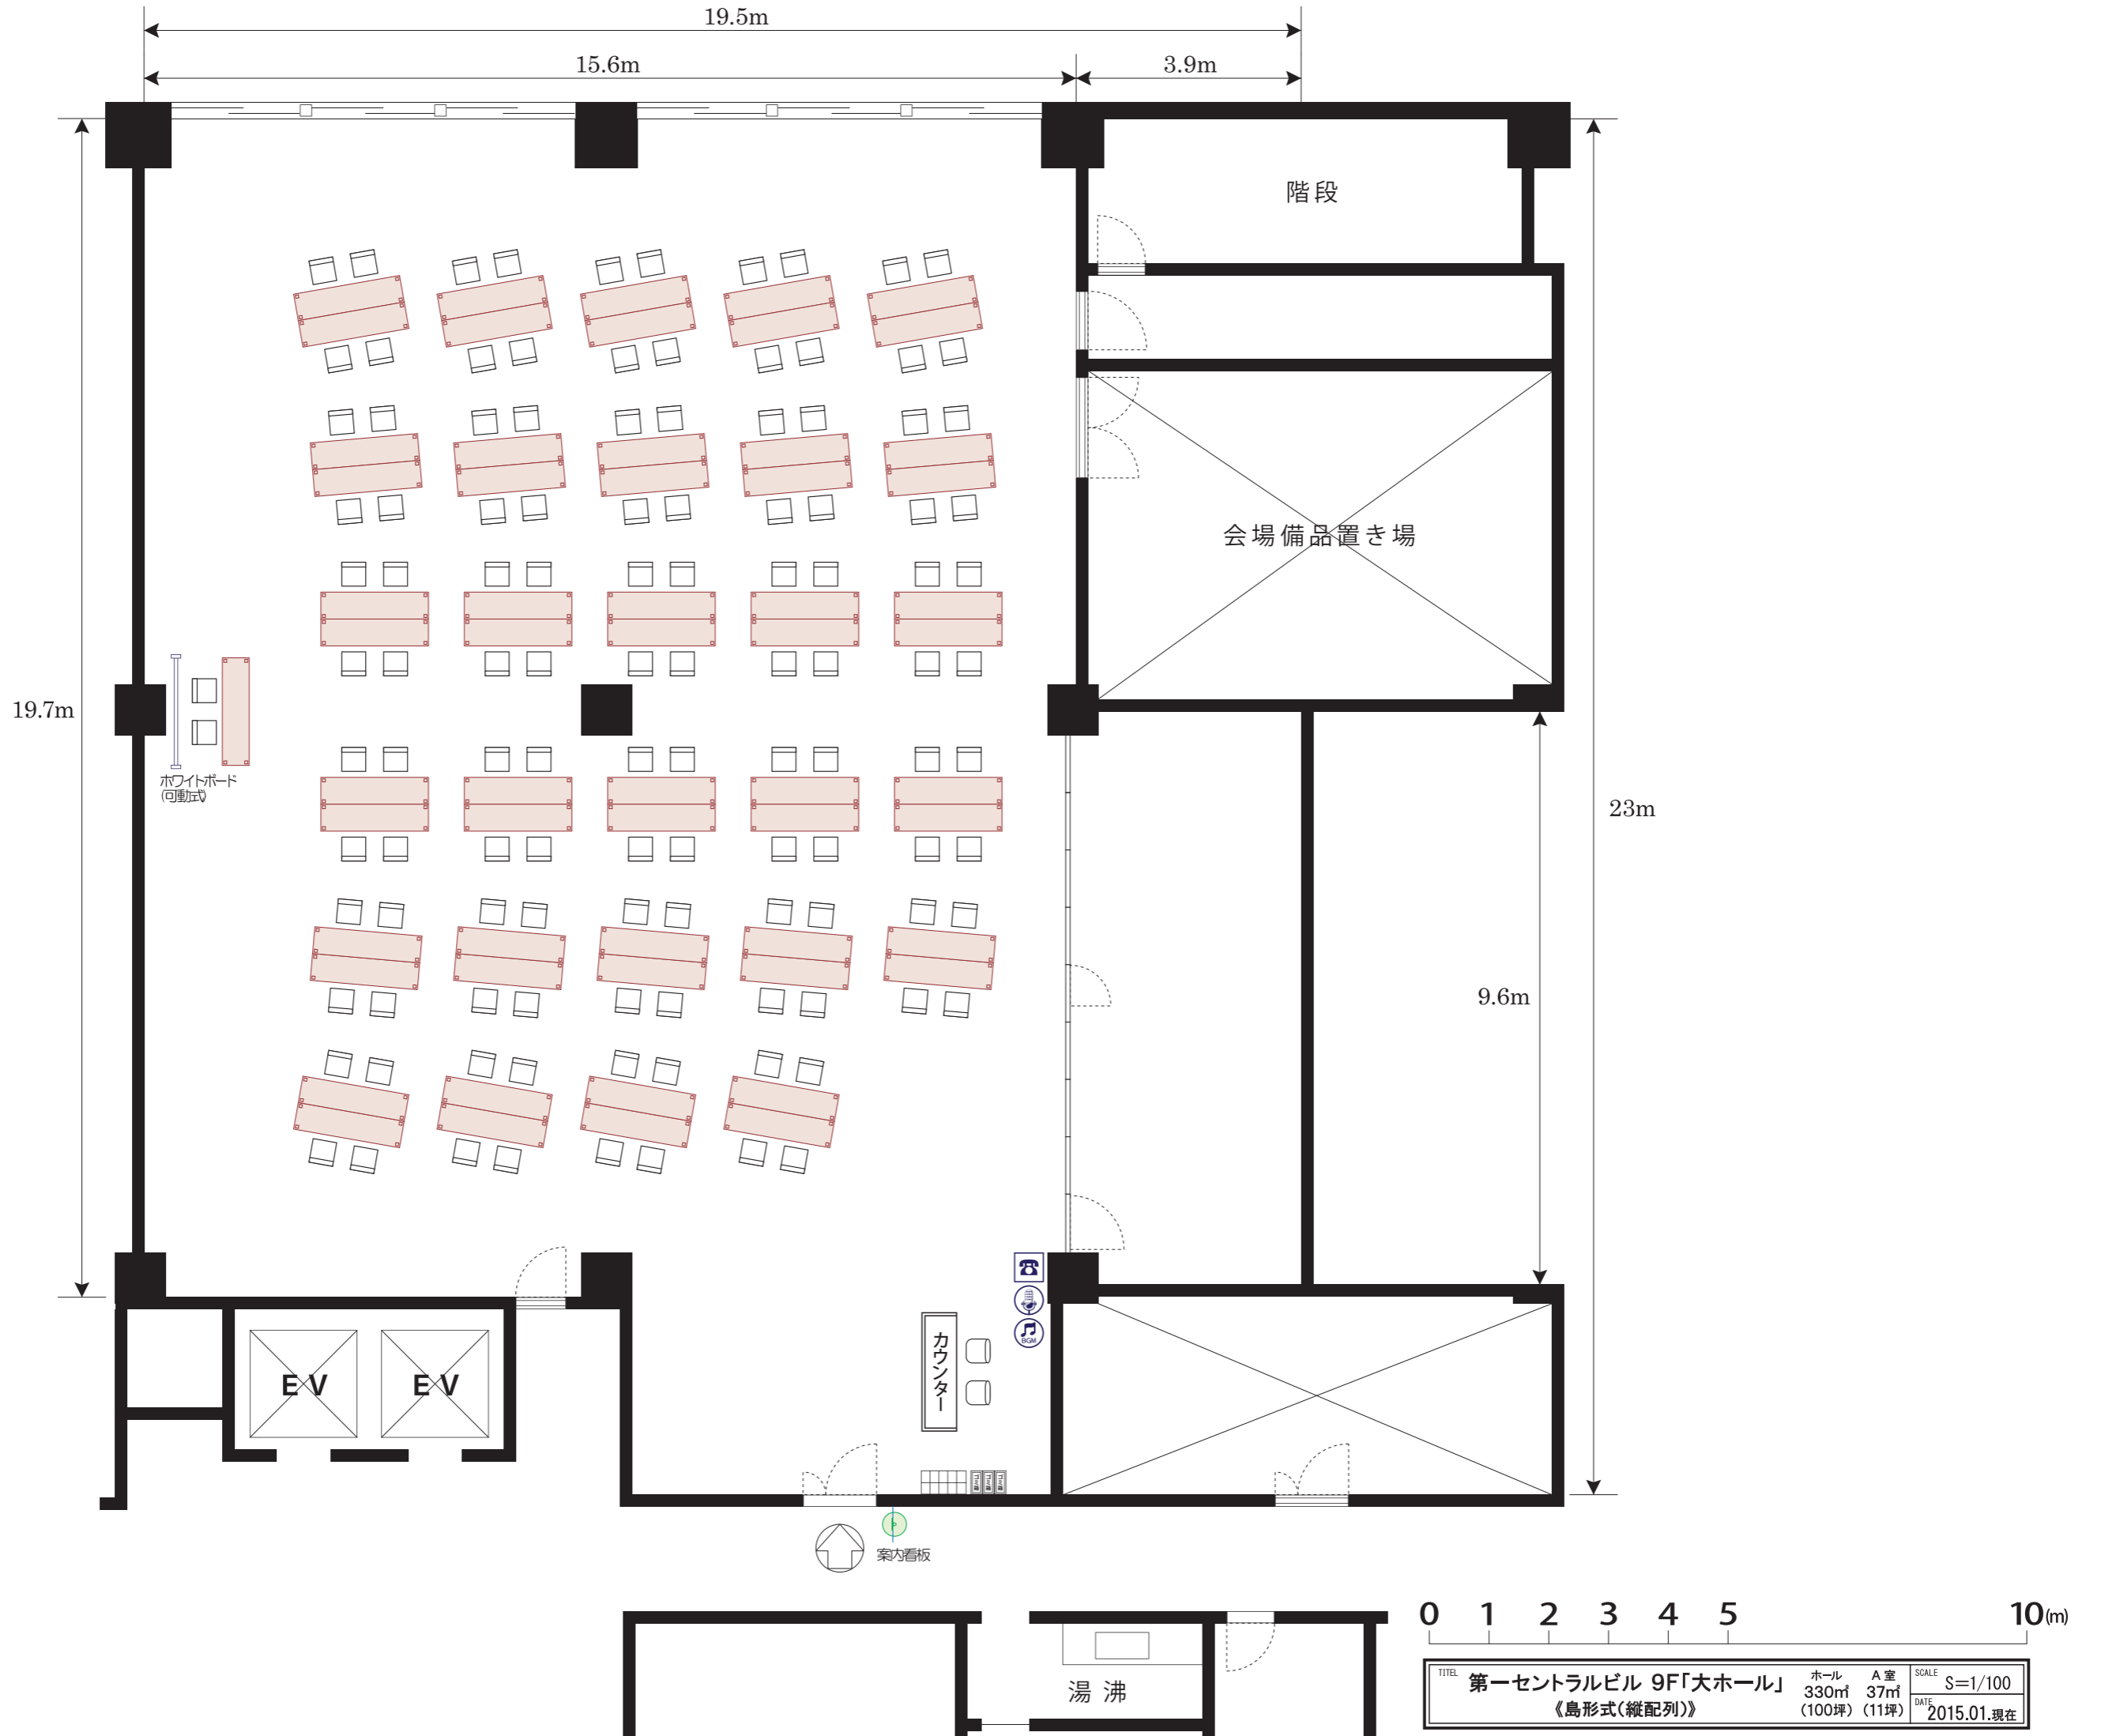 19.5m
15.6m
3.9m
階段
会場備品置き場
19.7m
ホワイトボード
(可動式)
23m
9.6m
カウンター
BGM
EV
EV
案内看板
湯沸
0 1 2 3 4 5 10(m)
TITEL 第一セントラルビル 9F「大ホール」
《島形式(縦配列)》
ホール
330㎡
(100坪)
A室
37㎡
(11坪)
SCALE S=1/100
DATE 2015.01.現在